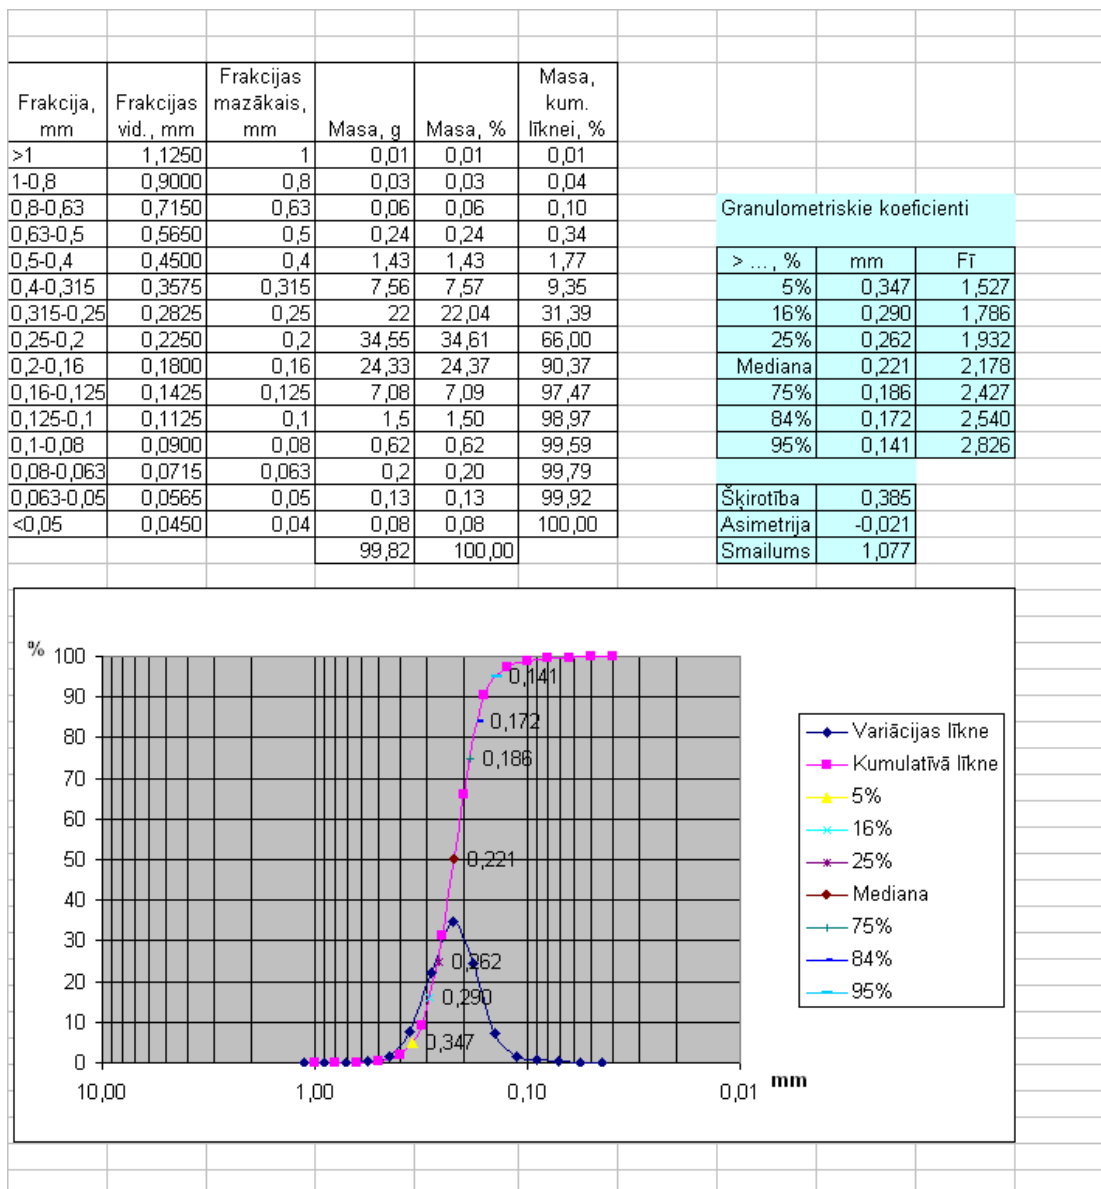 Frakcija, mm Frakcijas vid., mm Frakcijas mazākais, mm Masa, g Masa, % Masa, kum. līknei, %
>1 1,1250 1 0,01 0,01 0,01
1-0,8 0,9000 0,8 0,03 0,03 0,04
0,8-0,63 0,7150 0,63 0,06 0,06 0,10
0,63-0,5 0,5650 0,5 0,24 0,24 0,34
0,5-0,4 0,4500 0,4 1,43 1,43 1,77
0,4-0,315 0,3575 0,315 7,56 7,57 9,35
0,315-0,25 0,2825 0,25 22 22,04 31,39
0,25-0,2 0,2250 0,2 34,55 34,61 66,00
0,2-0,16 0,1800 0,16 24,33 24,37 90,37
0,16-0,125 0,1425 0,125 7,08 7,09 97,47
0,125-0,1 0,1125 0,1 1,5 1,50 98,97
0,1-0,08 0,0900 0,08 0,62 0,62 99,59
0,08-0,063 0,0715 0,063 0,2 0,20 99,79
0,063-0,05 0,0565 0,05 0,13 0,13 99,92
<0,05 0,0450 0,04 0,08 0,08 100,00
99,82 100,00
Granulometriskie koeficienti
> ..., % mm Fī
5% 0,347 1,527
16% 0,290 1,786
25% 0,262 1,932
Mediana 0,221 2,178
75% 0,186 2,427
84% 0,172 2,540
95% 0,141 2,826
Šķirotība 0,385
Asimetrija -0,021
Smailums 1,077
%
100
90
80
70
60
50
40
30
20
10
0
0,141
0,172
0,186
0,221
0,262
0,290
0,347
10,00 1,00 0,10 0,01
mm
Variācijas līkne
Kumulatīvā līkne
5%
16%
25%
Mediana
75%
84%
95%